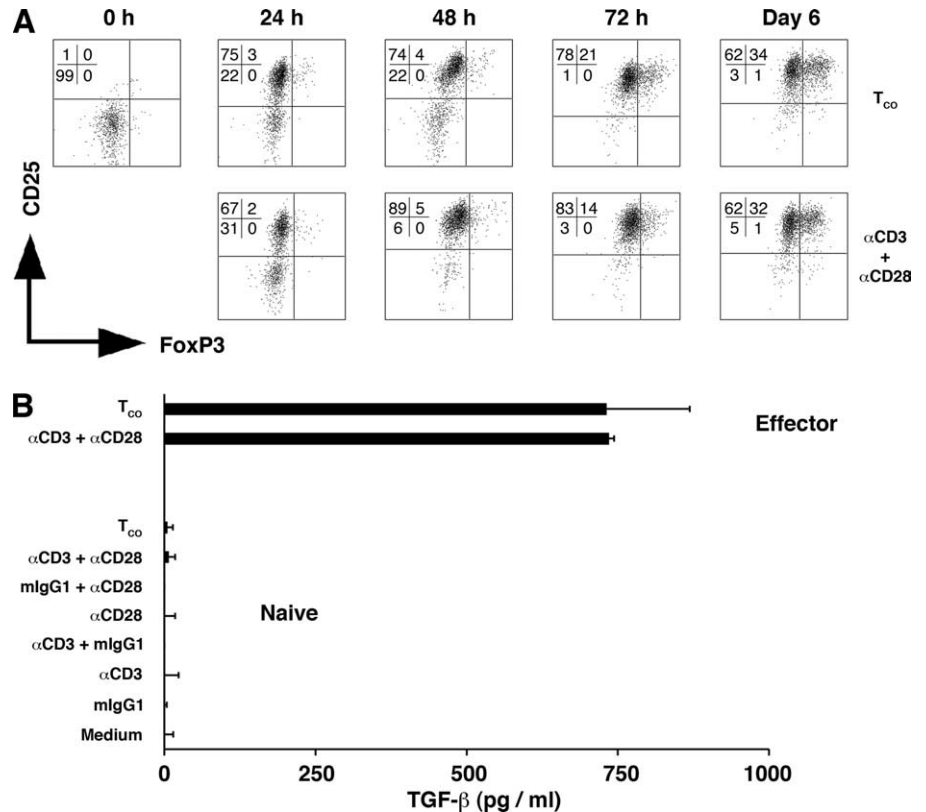 A
0 h 24 h 48 h 72 h Day 6
1 0 75 3 74 4 78 21 62 34
99 0 22 0 22 0 1 0 3 1
Tco
CD25
67 2 89 5 83 14 62 32
31 0 6 0 3 0 5 1
αCD3
+
αCD28
FoxP3
B
Tco
Effector
αCD3 + αCD28
Tco
αCD3 + αCD28
mIgG1 + αCD28
αCD28
Naive
αCD3 + mIgG1
αCD3
mIgG1
Medium
0 250 500 750 1000
TGF-β (pg / ml)